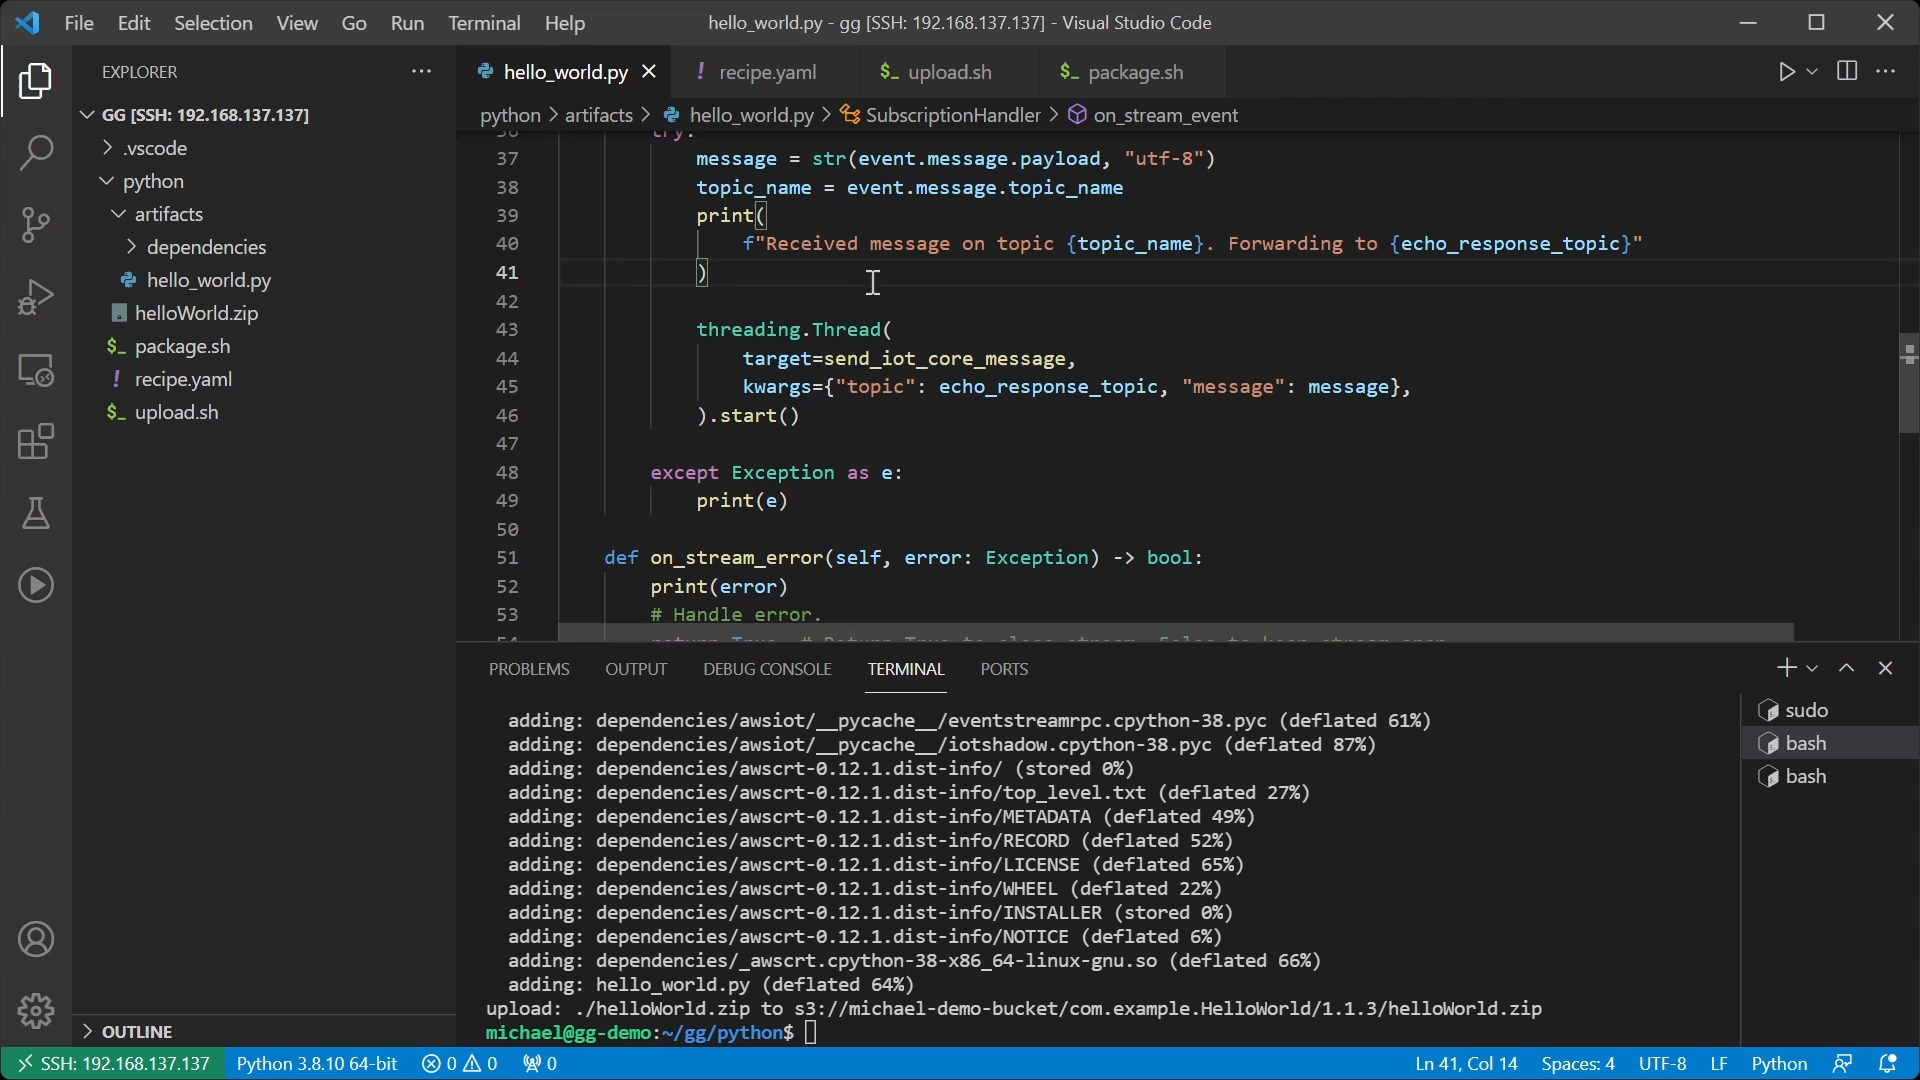 File Edit Selection View Go Run Terminal Help
hello_world.py - gg [SSH: 192.168.137.137] - Visual Studio Code
EXPLORER
GG [SSH: 192.168.137.137]
.vscode
python
artifacts
dependencies
hello_world.py
helloWorld.zip
$_ package.sh
! recipe.yaml
$_ upload.sh
OUTLINE
hello_world.py ! recipe.yaml $_ upload.sh $_ package.sh
python > artifacts > hello_world.py > SubscriptionHandler > on_stream_event
36 try:
37 message = str(event.message.payload, "utf-8")
38 topic_name = event.message.topic_name
39 print(
40 f"Received message on topic {topic_name}. Forwarding to {echo_response_topic}"
41 )
42
43 threading.Thread(
44 target=send_iot_core_message,
45 kwargs={"topic": echo_response_topic, "message": message},
46 ).start()
47
48 except Exception as e:
49 print(e)
50
51 def on_stream_error(self, error: Exception) -> bool:
52 print(error)
53 # Handle error.
54 return True # Return True to close stream, False to keep stream open.
PROBLEMS OUTPUT DEBUG CONSOLE TERMINAL PORTS
adding: dependencies/awsiot/__pycache__/eventstreamrpc.cpython-38.pyc (deflated 61%)
adding: dependencies/awsiot/__pycache__/iotshadow.cpython-38.pyc (deflated 87%)
adding: dependencies/awscrt-0.12.1.dist-info/ (stored 0%)
adding: dependencies/awscrt-0.12.1.dist-info/top_level.txt (deflated 27%)
adding: dependencies/awscrt-0.12.1.dist-info/METADATA (deflated 49%)
adding: dependencies/awscrt-0.12.1.dist-info/RECORD (deflated 52%)
adding: dependencies/awscrt-0.12.1.dist-info/LICENSE (deflated 65%)
adding: dependencies/awscrt-0.12.1.dist-info/WHEEL (deflated 22%)
adding: dependencies/awscrt-0.12.1.dist-info/INSTALLER (stored 0%)
adding: dependencies/awscrt-0.12.1.dist-info/NOTICE (deflated 6%)
adding: dependencies/_awscrt.cpython-38-x86_64-linux-gnu.so (deflated 66%)
adding: hello_world.py (deflated 64%)
upload: ./helloWorld.zip to s3://michael-demo-bucket/com.example.HelloWorld/1.1.3/helloWorld.zip
michael@gg-demo:~/gg/python$
sudo
bash
bash
SSH: 192.168.137.137 Python 3.8.10 64-bit 0 0 0 Ln 41, Col 14 Spaces: 4 UTF-8 LF Python